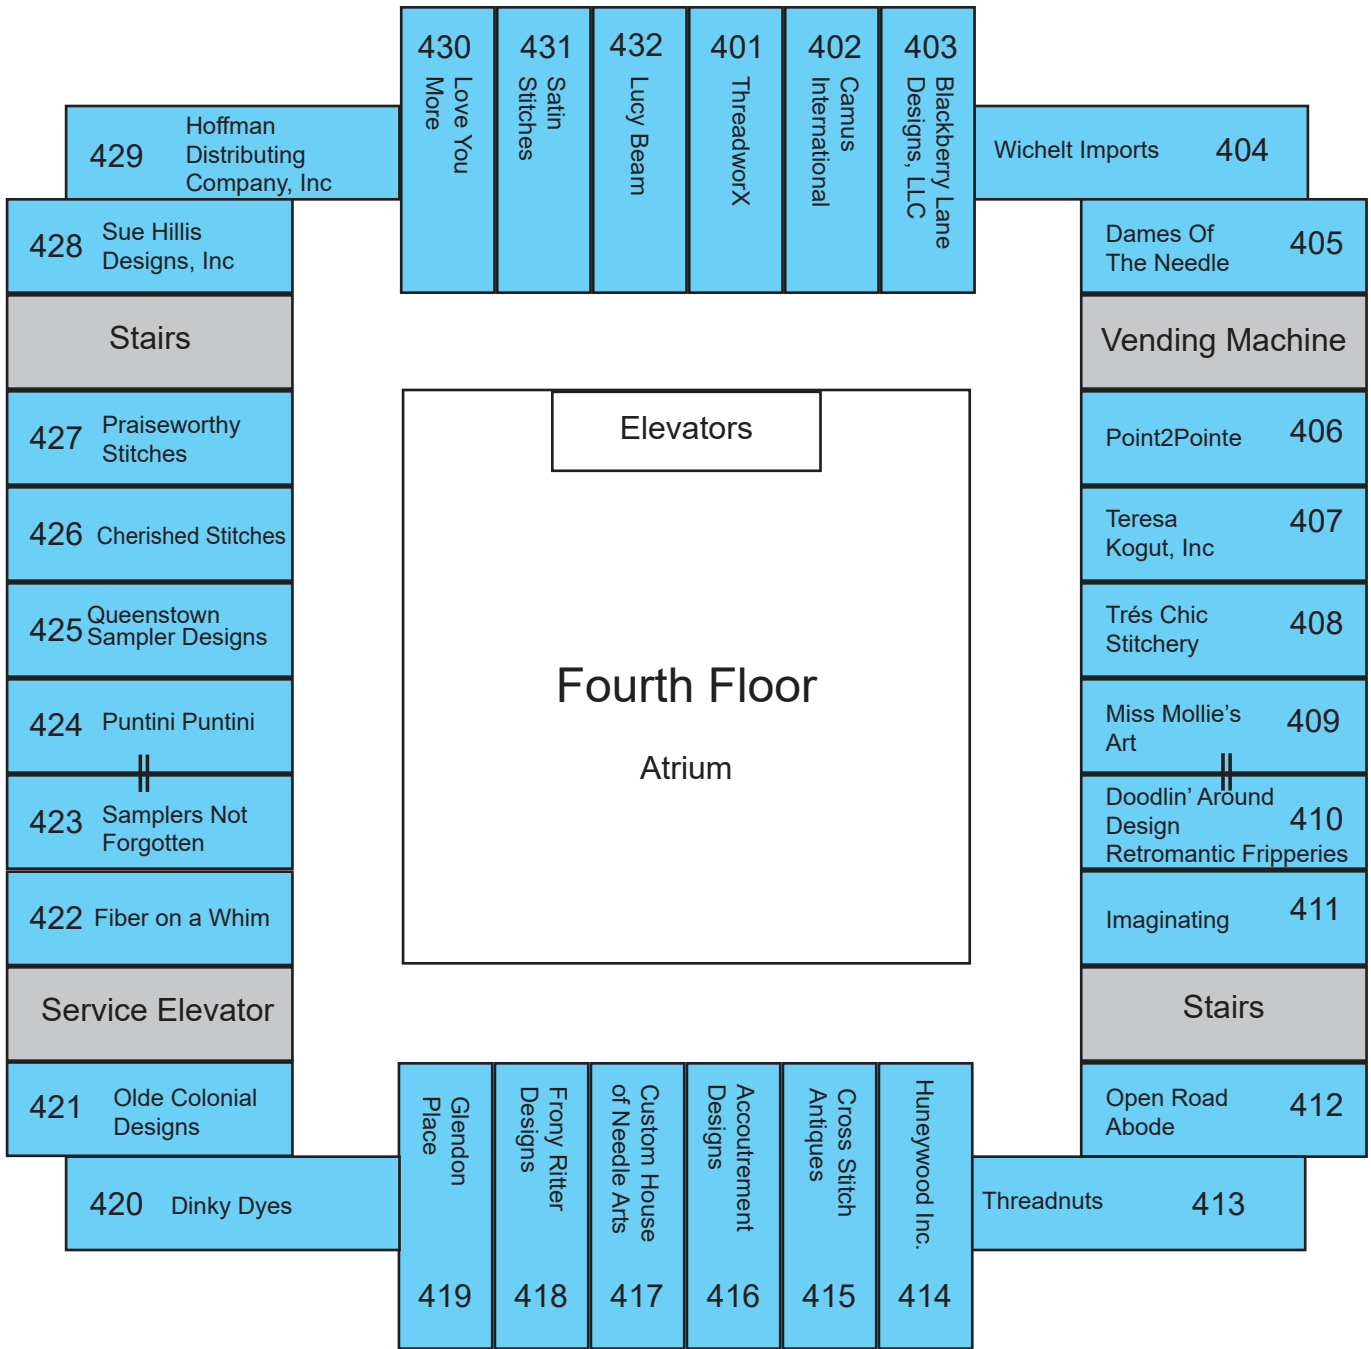 430
Love You
More
431
Satin
Stitches
432
Lucy Beam
401
ThreadworX
402
Camus
International
403
Blackberry Lane
Designs, LLC
429
Hoffman
Distributing
Company, Inc
Wichelt Imports
404
428
Sue Hillis
Designs, Inc
Dames Of
The Needle
405
Stairs
Vending Machine
Elevators
427
Praiseworthy
Stitches
Point2Pointe
406
426
Cherished Stitches
Teresa
Kogut, Inc
407
425
Queenstown
Sampler Designs
Trés Chic
Stitchery
408
Fourth Floor
Atrium
424
Puntini Puntini
Miss Mollie’s
Art
409
423
Samplers Not
Forgotten
Doodlin’ Around
Design
Retromantic Fripperies
410
422
Fiber on a Whim
Imaginating
411
Service Elevator
Stairs
421
Olde Colonial
Designs
Open Road
Abode
412
420
Dinky Dyes
Glendon
Place
419
Frony Ritter
Designs
418
Custom House
of Needle Arts
417
Accoutrement
Designs
416
Cross Stitch
Antiques
415
Huneywood Inc.
414
Threadnuts
413